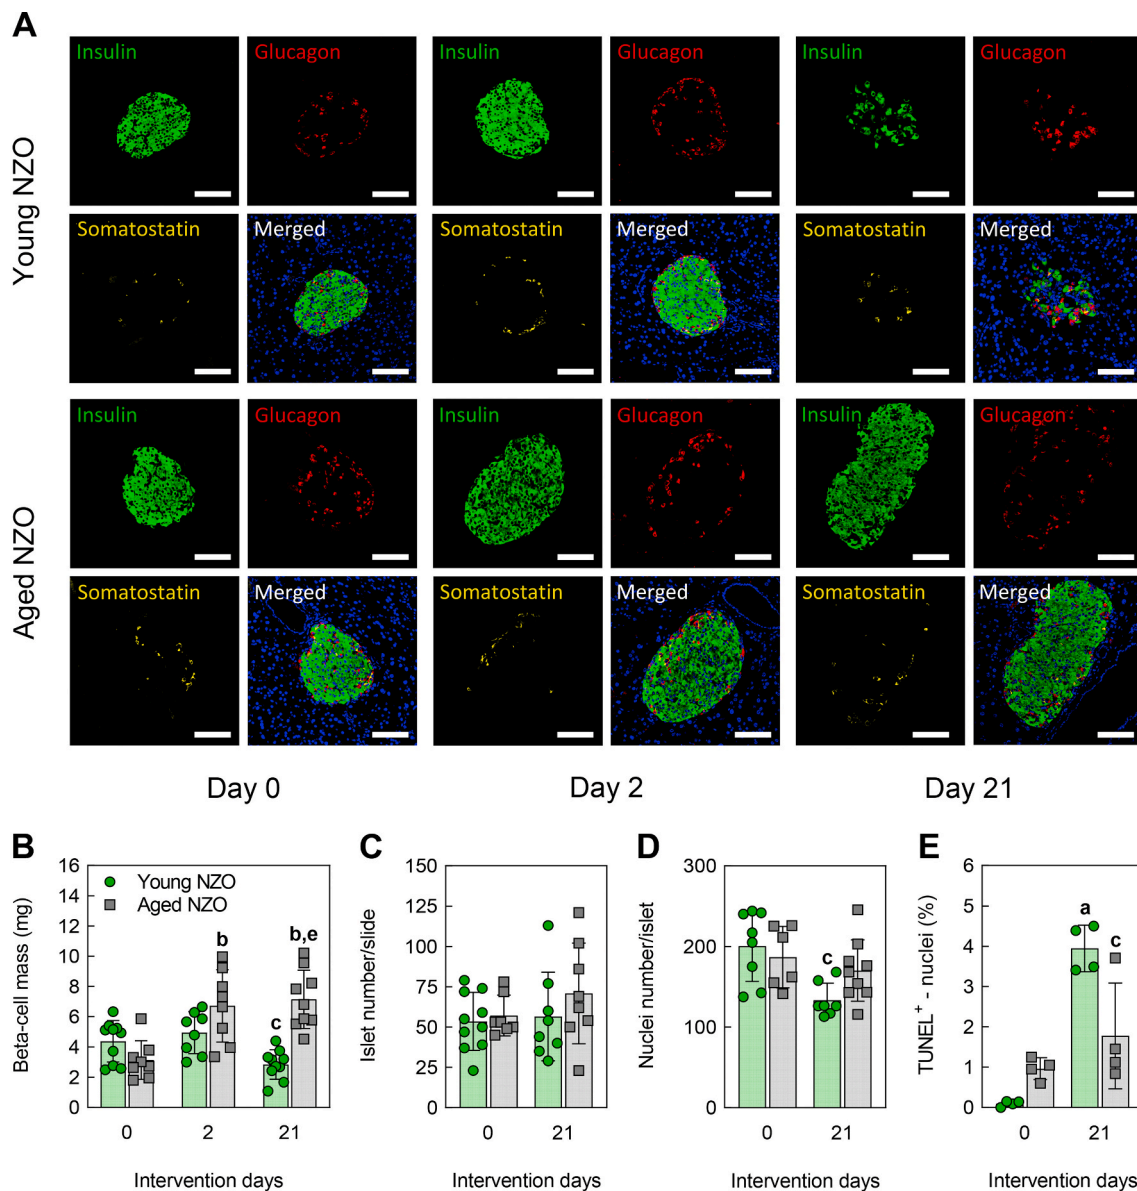 A
Insulin Glucagon Insulin Glucagon Insulin Glucagon
Young NZO
Somatostatin Merged Somatostatin Merged Somatostatin Merged
Insulin Glucagon Insulin Glucagon Insulin Glucagon
Aged NZO
Somatostatin Merged Somatostatin Merged Somatostatin Merged
Day 0 Day 2 Day 21
B
Beta-cell mass (mg)
16
14
12
10
8
6
4
2
0
Young NZO
Aged NZO
b
c
b,e
0 2 21
Intervention days
C
Islet number/slide
150
125
100
75
50
25
0
0 21
Intervention days
D
Nuclei number/islet
300
200
100
0
c
0 21
Intervention days
E
TUNEL+ - nuclei (%)
6
5
4
3
2
1
0
a
c
0 21
Intervention days